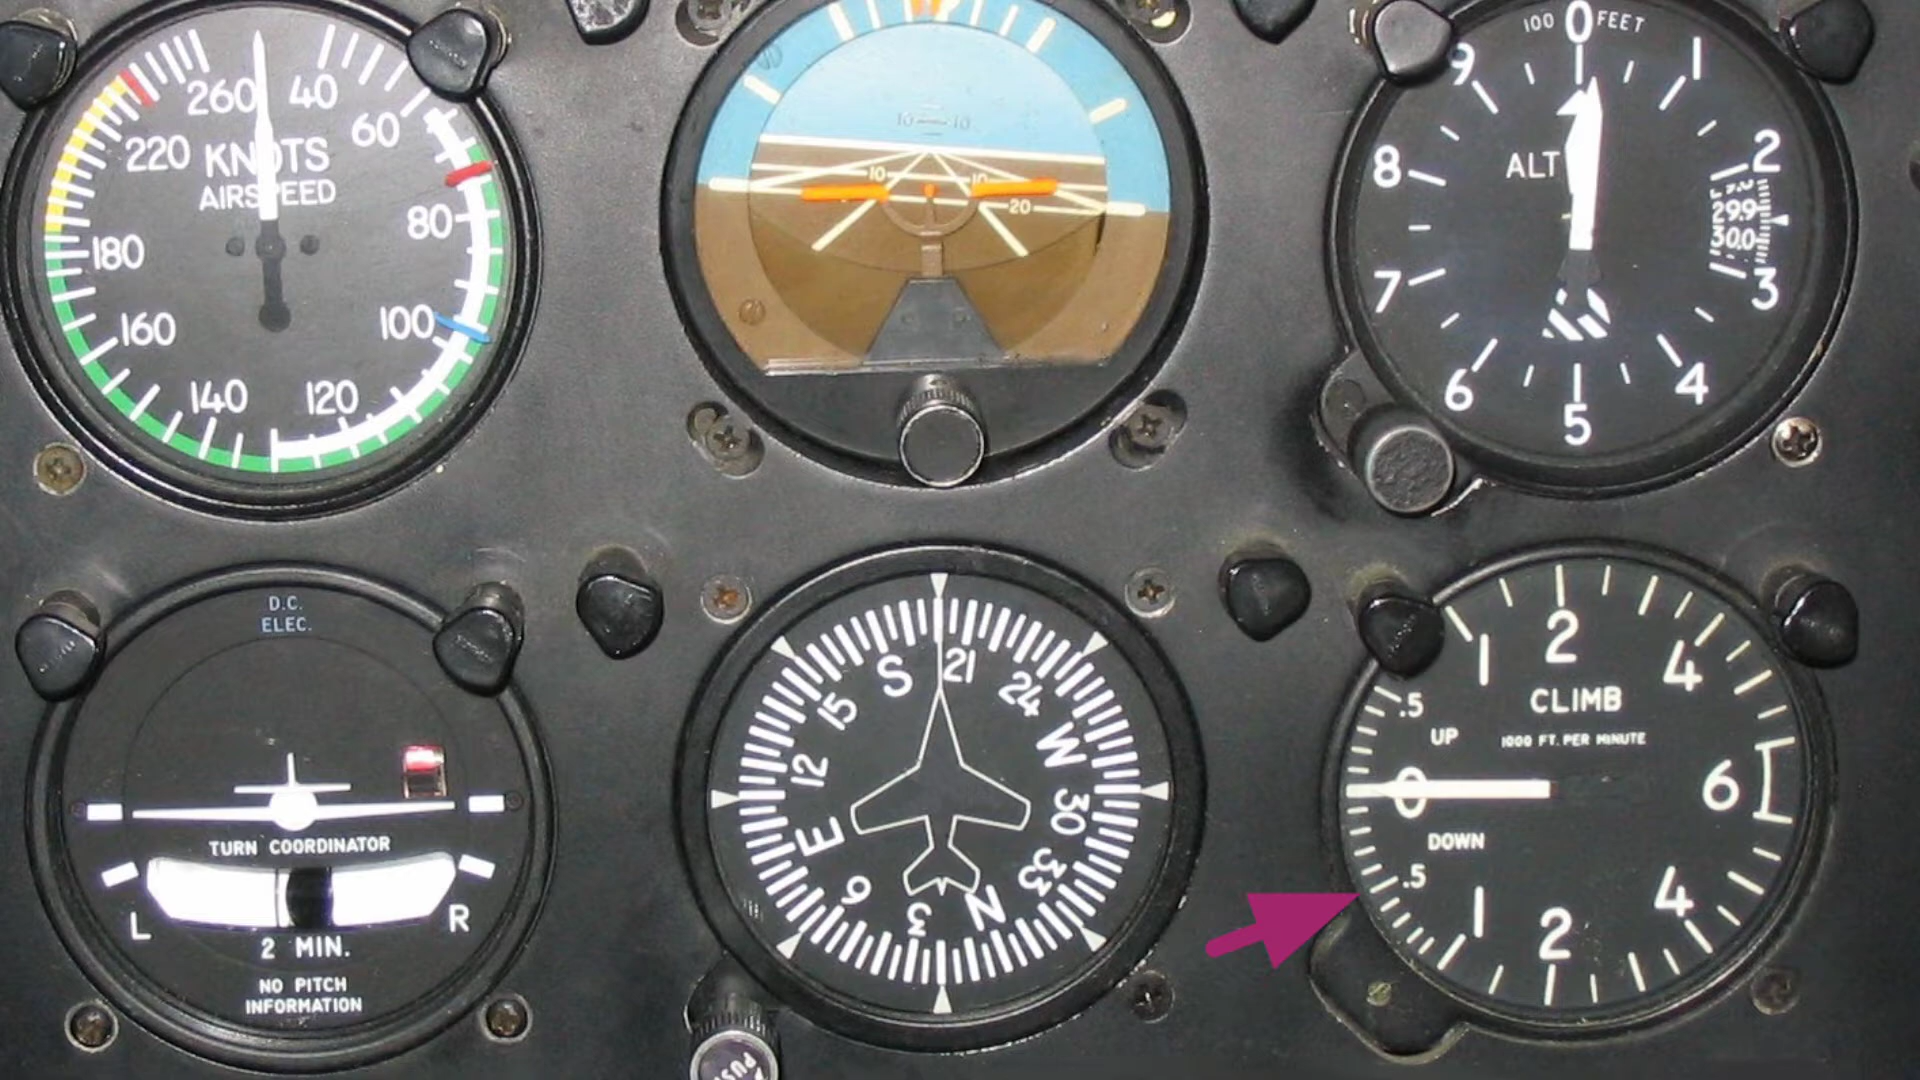 260 40
60
220 KNOTS
AIRSPEED
80
180
100
160
140 120
10 10
10 10
20
100 0 FEET
9 1
8 ALT 2
29.9
30.0
7 3
6 4
5
D.C.
ELEC.
TURN COORDINATOR
L R
2 MIN.
NO PITCH
INFORMATION
S 21 24 W 30 33 N 3 6 E 12 15
PUSH
1 2 4
.5 CLIMB
UP 1000 FT. PER MINUTE
0 6
DOWN
.5
1 2 4